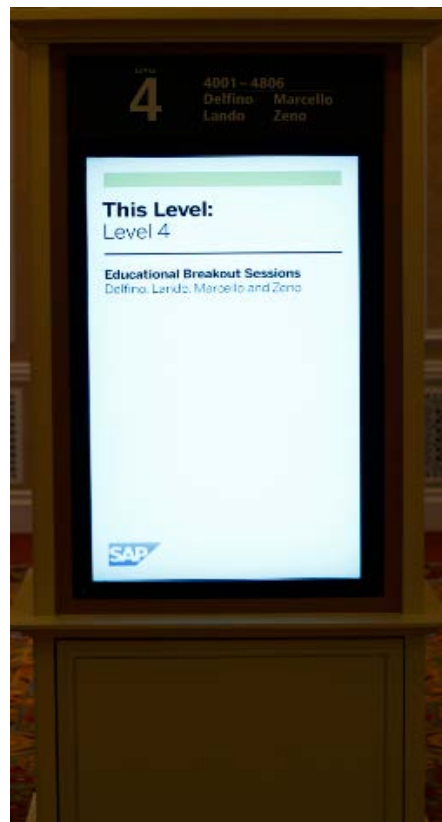 LEVEL
4
4001–4806
Delfino Marcello
Lando Zeno
This Level:
Level 4
Educational Breakout Sessions
Delfino, Lando, Marcello and Zeno
SAP